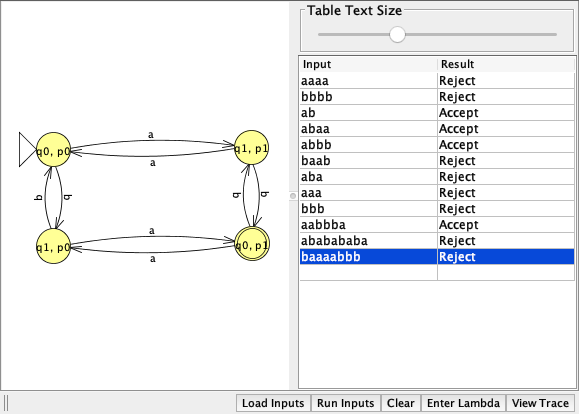 Table Text Size
Input Result
aaaa Reject
bbbb Reject
ab Accept
abaa Accept
abbb Accept
baab Reject
aba Reject
aaa Reject
bbb Reject
aabbba Accept
ababababa Reject
baaaabbb Reject
a
q0, p0 q1, p1
a
b b b b
a
q1, p0 q0, p1
a
Load Inputs Run Inputs Clear Enter Lambda View Trace